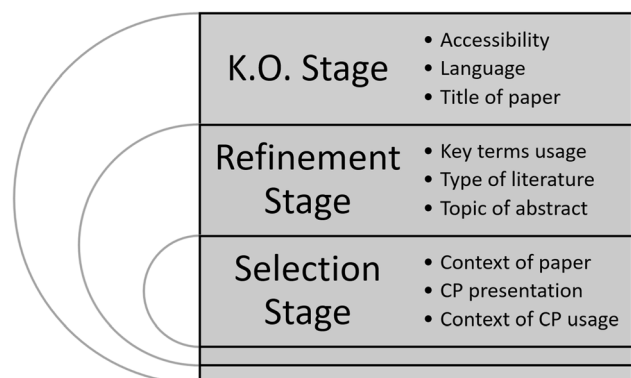 K.O. Stage
• Accessibility
• Language
• Title of paper
Refinement
Stage
• Key terms usage
• Type of literature
• Topic of abstract
Selection
Stage
• Context of paper
• CP presentation
• Context of CP usage